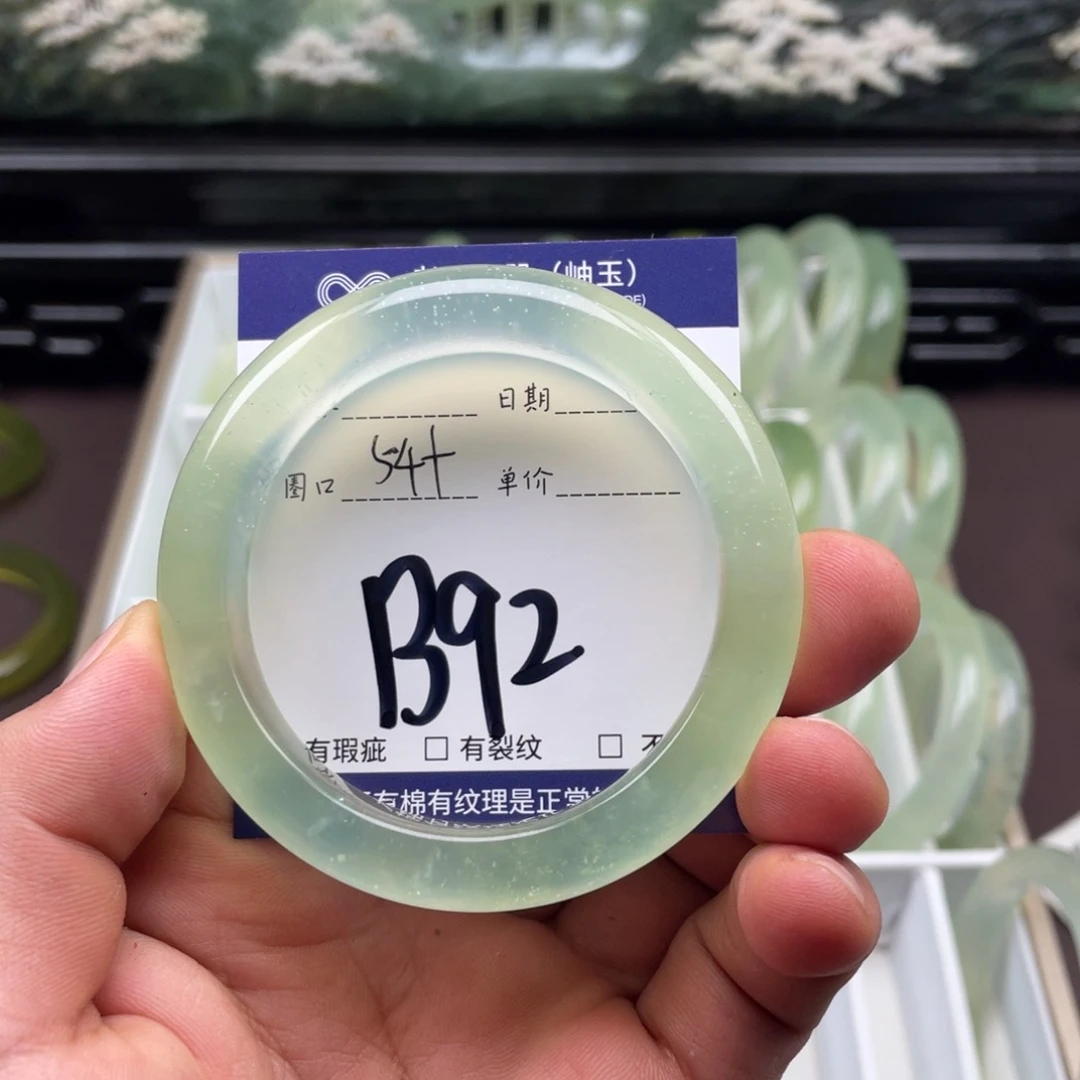 （岫玉）
日期
圈口 54+ 单价
B92
有瑕疵 □ 有裂纹 □ 不
有棉有纹理是正常